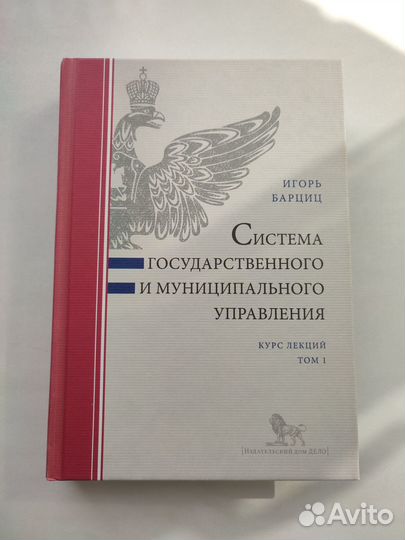 ИГОРЬ
БАРЦИЦ
СИСТЕМА
ГОСУДАРСТВЕННОГО
И МУНИЦИПАЛЬНОГО
УПРАВЛЕНИЯ
КУРС ЛЕКЦИЙ
ТОМ 1
[ИЗДАТЕЛЬСКИЙ ДОМ ДЕЛО]
Avito